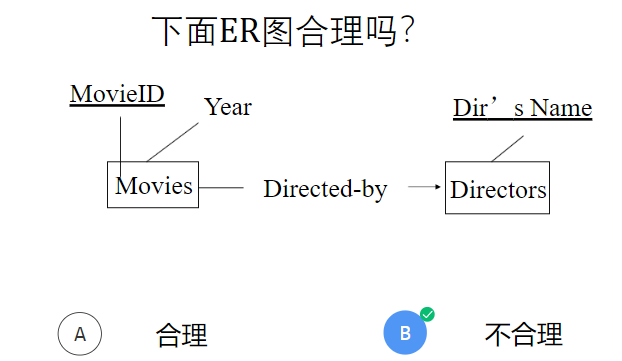 下面ER图合理吗?
MovieID
Year
Dir’s Name
Movies
Directed-by
Directors
A 合理
B 不合理